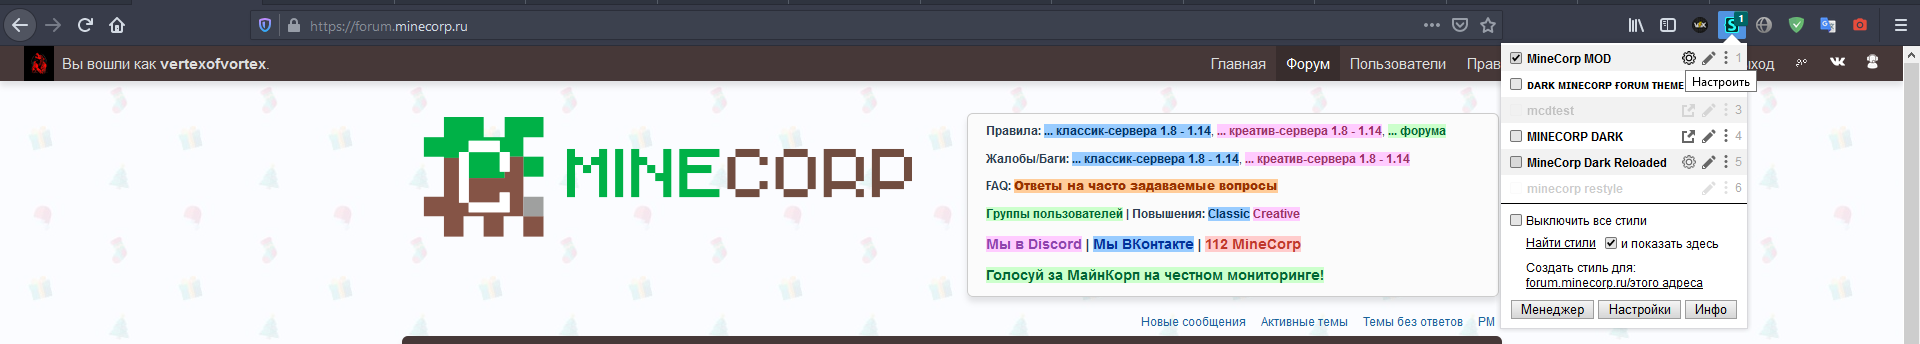 https://forum.minecorp.ru
1
Вы вошли как vertexofvortex.
Главная Форум Пользователи Прав
ыход
MineCorp MOD 1
Настроить
DARK MINECORP FORUM THEME
mcdtest 3
MINECORP DARK 4
MineCorp Dark Reloaded 5
minecorp restyle 6
Выключить все стили
Найти стили и показать здесь
Создать стиль для:
forum.minecorp.ru/этого адреса
Менеджер Настройки Инфо
MINECORP
Правила: ... классик-сервера 1.8 - 1.14, ... креатив-сервера 1.8 - 1.14, ... форума
Жалобы/Баги: ... классик-сервера 1.8 - 1.14, ... креатив-сервера 1.8 - 1.14
FAQ: Ответы на часто задаваемые вопросы
Группы пользователей | Повышения: Classic Creative
Мы в Discord | Мы ВКонтакте | 112 MineCorp
Голосуй за МайнКорп на честном мониторинге!
Новые сообщения Активные темы Темы без ответов PM